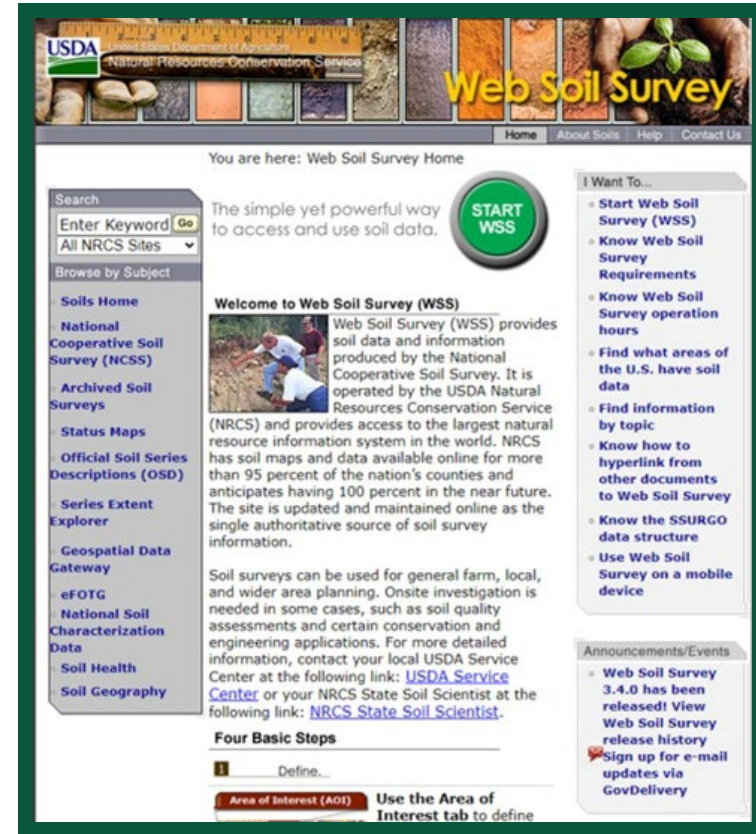 USDA
United States Department of Agriculture
Natural Resources Conservation Service
Web Soil Survey
Home
About Soils
Help
Contact Us
You are here: Web Soil Survey Home
Search
Enter Keyword
Go
All NRCS Sites
Browse by Subject
Soils Home
National
Cooperative Soil
Survey (NCSS)
Archived Soil
Surveys
Status Maps
Official Soil Series
Descriptions (OSD)
Series Extent
Explorer
Geospatial Data
Gateway
eFOTG
National Soil
Characterization
Data
Soil Health
Soil Geography
The simple yet powerful way
to access and use soil data.
START
WSS
Welcome to Web Soil Survey (WSS)
Web Soil Survey (WSS) provides
soil data and information
produced by the National
Cooperative Soil Survey. It is
operated by the USDA Natural
Resources Conservation Service
(NRCS) and provides access to the largest natural
resource information system in the world. NRCS
has soil maps and data available online for more
than 95 percent of the nation's counties and
anticipates having 100 percent in the near future.
The site is updated and maintained online as the
single authoritative source of soil survey
information.
Soil surveys can be used for general farm, local,
and wider area planning. Onsite investigation is
needed in some cases, such as soil quality
assessments and certain conservation and
engineering applications. For more detailed
information, contact your local USDA Service
Center at the following link: USDA Service
Center or your NRCS State Soil Scientist at the
following link: NRCS State Soil Scientist.
Four Basic Steps
1
Define.
Area of Interest (AOI)
Use the Area of
Interest tab to define
I Want To...
Start Web Soil
Survey (WSS)
Know Web Soil
Survey
Requirements
Know Web Soil
Survey operation
hours
Find what areas of
the U.S. have soil
data
Find information
by topic
Know how to
hyperlink from
other documents
to Web Soil Survey
Know the SSURGO
data structure
Use Web Soil
Survey on a mobile
device
Announcements/Events
Web Soil Survey
3.4.0 has been
released! View
Web Soil Survey
release history
Sign up for e-mail
updates via
GovDelivery